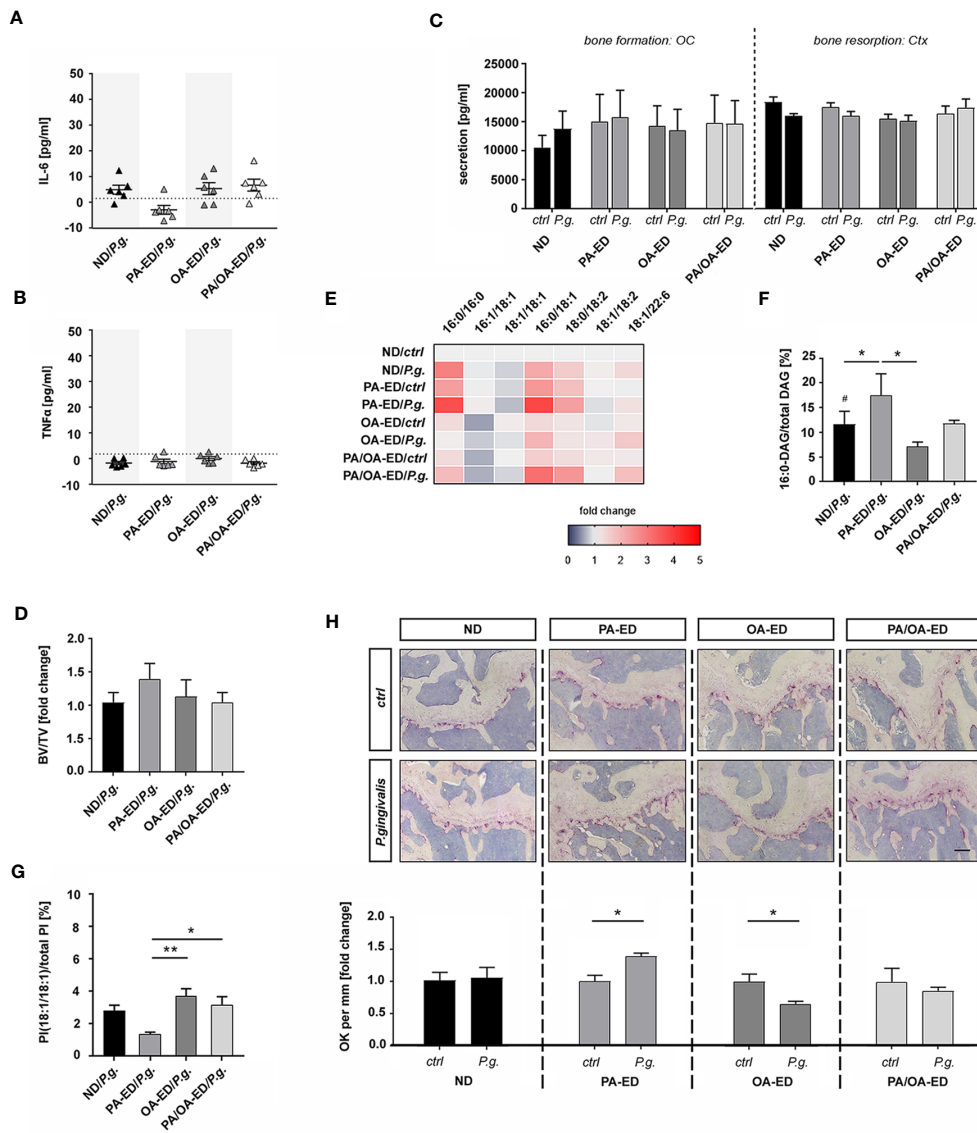 A
IL-6 [pg/ml]
50
40
30
20
10
0
-10
ND/P.g.
PA-ED/P.g.
OA-ED/P.g.
PA/OA-ED/P.g.
B
TNFα [pg/ml]
50
40
30
20
10
0
-10
ND/P.g.
PA-ED/P.g.
OA-ED/P.g.
PA/OA-ED/P.g.
C
bone formation: OC
bone resorption: Ctx
secretion [pg/ml]
25000
20000
15000
10000
5000
0
ctrl P.g. ctrl P.g. ctrl P.g. ctrl P.g. ctrl P.g. ctrl P.g. ctrl P.g. ctrl P.g.
ND
PA-ED
OA-ED
PA/OA-ED
ND
PA-ED
OA-ED
PA/OA-ED
E
16:0/16:0
16:1/18:1
18:1/18:1
16:0/18:1
18:0/18:2
18:1/18:2
18:1/22:6
ND/ctrl
ND/P.g.
PA-ED/ctrl
PA-ED/P.g.
OA-ED/ctrl
OA-ED/P.g.
PA/OA-ED/ctrl
PA/OA-ED/P.g.
fold change
0 1 2 3 4 5
F
16:0-DAG/total DAG [%]
25
20
15
10
5
0
#
* *
ND/P.g.
PA-ED/P.g.
OA-ED/P.g.
PA/OA-ED/P.g.
D
BV/TV [fold change]
2.0
1.5
1.0
1.5
0.0
ND/P.g.
PA-ED/P.g.
OA-ED/P.g.
PA/OA-ED/P.g.
G
PI(18:1/18:1)/total PI [%]
10
8
6
4
2
0
*
**
ND/P.g.
PA-ED/P.g.
OA-ED/P.g.
PA/OA-ED/P.g.
H
ND
PA-ED
OA-ED
PA/OA-ED
ctrl
P.gingivalis
OK per mm [fold change]
2.0
1.5
1.0
0.5
0.0
* *
ctrl P.g. ctrl P.g. ctrl P.g. ctrl P.g.
ND
PA-ED
OA-ED
PA/OA-ED